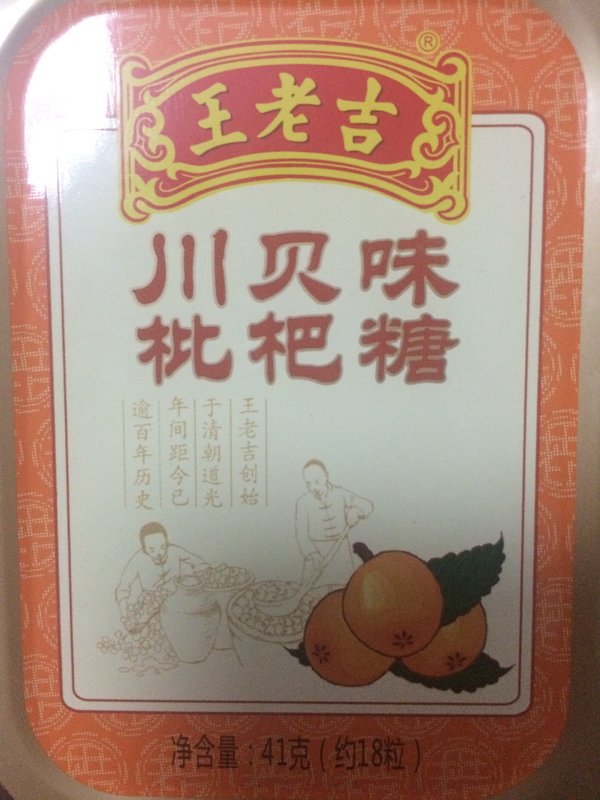 王老吉®
川贝味
枇杷糖
王老吉创始
于清朝道光
年间距今已
逾百年历史
净含量：41克（约18粒）